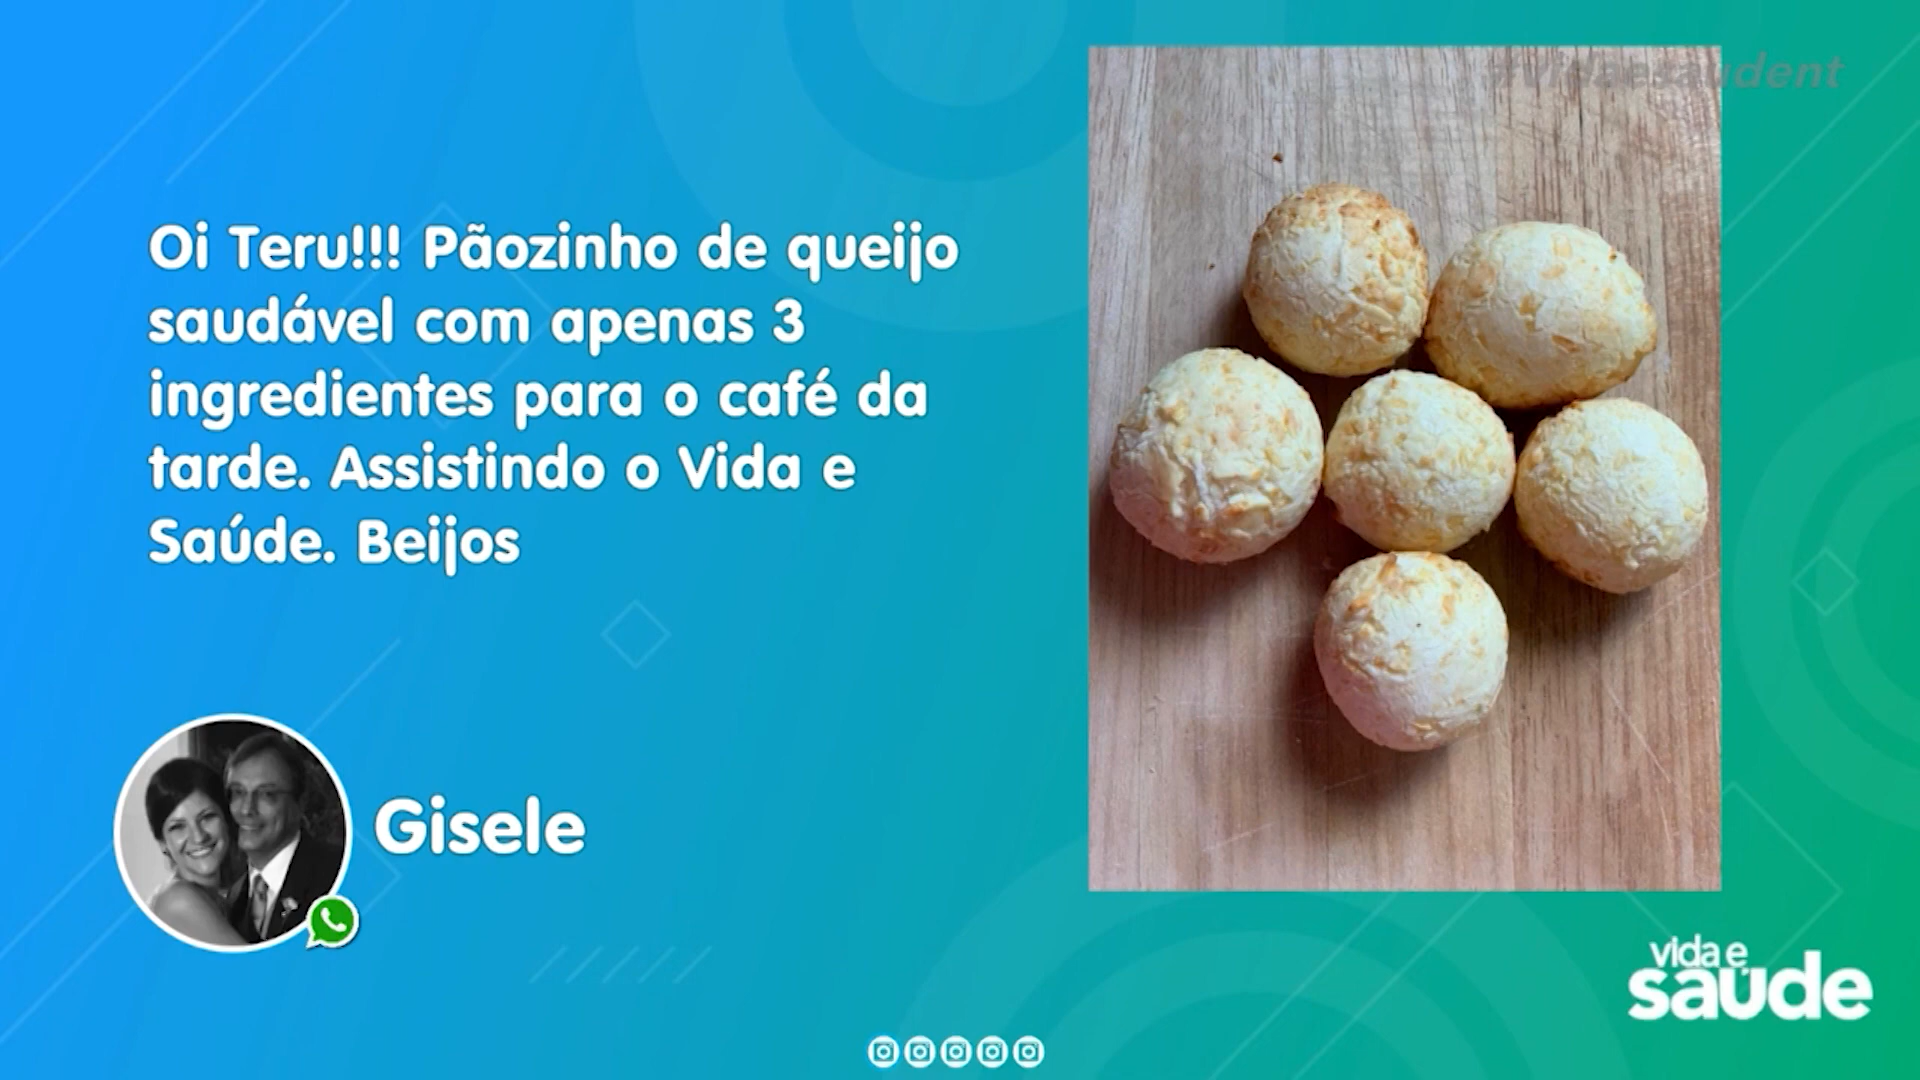 #vidaesaudent
Oi Teru!!! Pãozinho de queijo
saudável com apenas 3
ingredientes para o café da
tarde. Assistindo o Vida e
Saúde. Beijos
Gisele
vida e
saúde